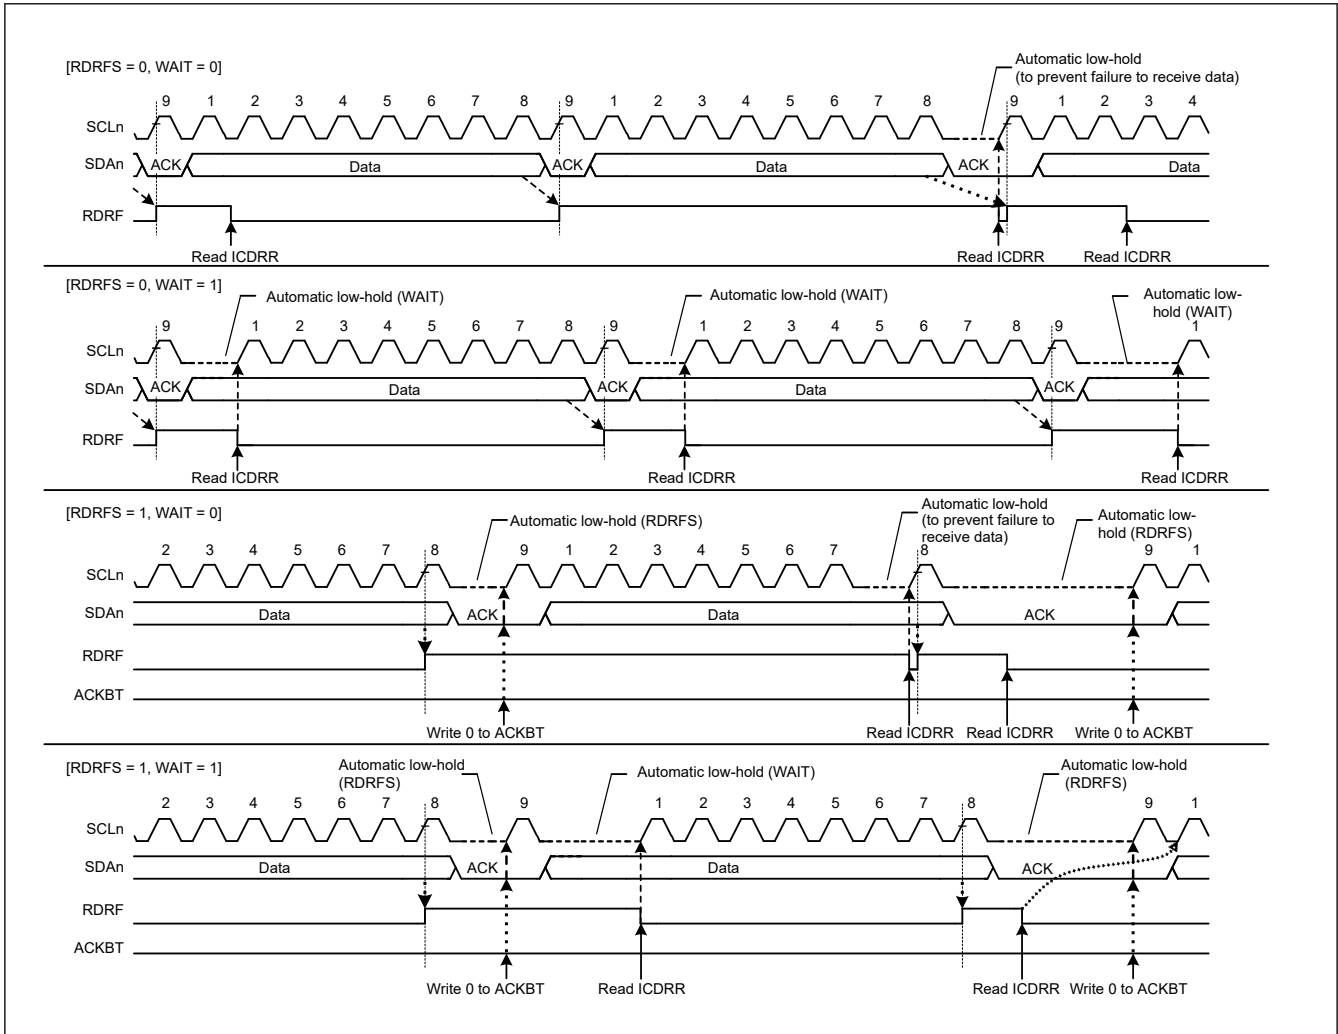 [RDRFS = 0, WAIT = 0]
Automatic low-hold
(to prevent failure to receive data)
9 1 2 3 4 5 6 7 8 9 1 2 3 4 5 6 7 8 9 1 2 3 4
SCLn
SDAn ACK Data ACK Data ACK Data
RDRF
Read ICDRR Read ICDRR Read ICDRR
[RDRFS = 0, WAIT = 1]
Automatic low-hold (WAIT) Automatic low-hold (WAIT) Automatic low-
hold (WAIT)
9 1 2 3 4 5 6 7 8 9 1 2 3 4 5 6 7 8 9 1
SCLn
SDAn ACK Data ACK Data ACK
RDRF
Read ICDRR Read ICDRR Read ICDRR
[RDRFS = 1, WAIT = 0]
Automatic low-hold (RDRFS)
Automatic low-hold
(to prevent failure to
receive data)
Automatic low-
hold (RDRFS)
2 3 4 5 6 7 8 9 1 2 3 4 5 6 7 8 9 1
SCLn
SDAn Data ACK Data ACK
RDRF
ACKBT
Write 0 to ACKBT Read ICDRR Read ICDRR Write 0 to ACKBT
[RDRFS = 1, WAIT = 1]
Automatic low-hold
(RDRFS)
Automatic low-hold (WAIT)
Automatic low-hold
(RDRFS)
2 3 4 5 6 7 8 9 1 2 3 4 5 6 7 8 9 1
SCLn
SDAn Data ACK Data ACK
RDRF
ACKBT
Write 0 to ACKBT Read ICDRR Read ICDRR Write 0 to ACKBT